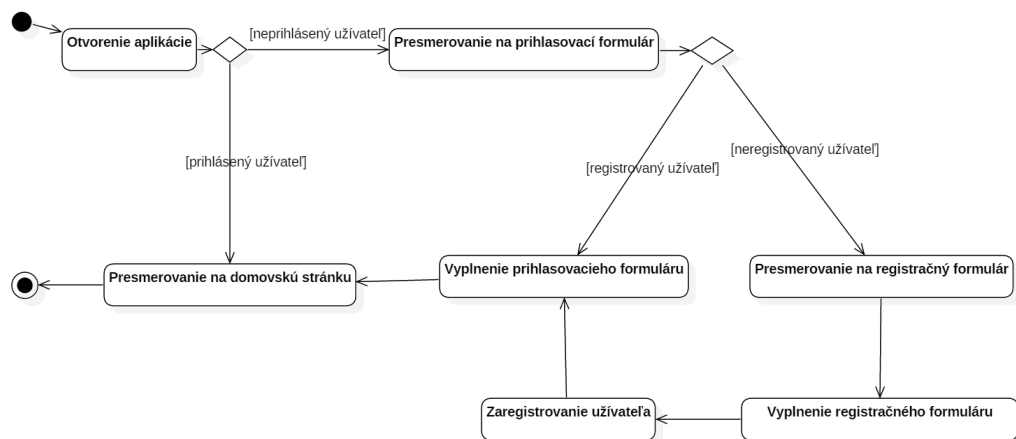 [neprihlásený užívateľ]
Otvorenie aplikácie
Presmerovanie na prihlasovací formulár
[prihlásený užívateľ]
[registrovaný užívateľ]
[neregistrovaný užívateľ]
Presmerovanie na domovskú stránku
Vyplnenie prihlasovacieho formuláru
Presmerovanie na registračný formulár
Zaregistrovanie užívateľa
Vyplnenie registračného formuláru